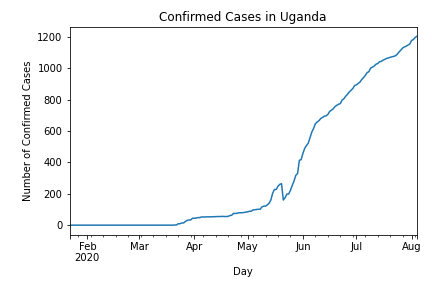 Confirmed Cases in Uganda
Number of Confirmed Cases
1200
1000
800
600
400
200
0
Feb Mar Apr May Jun Jul Aug
2020
Day